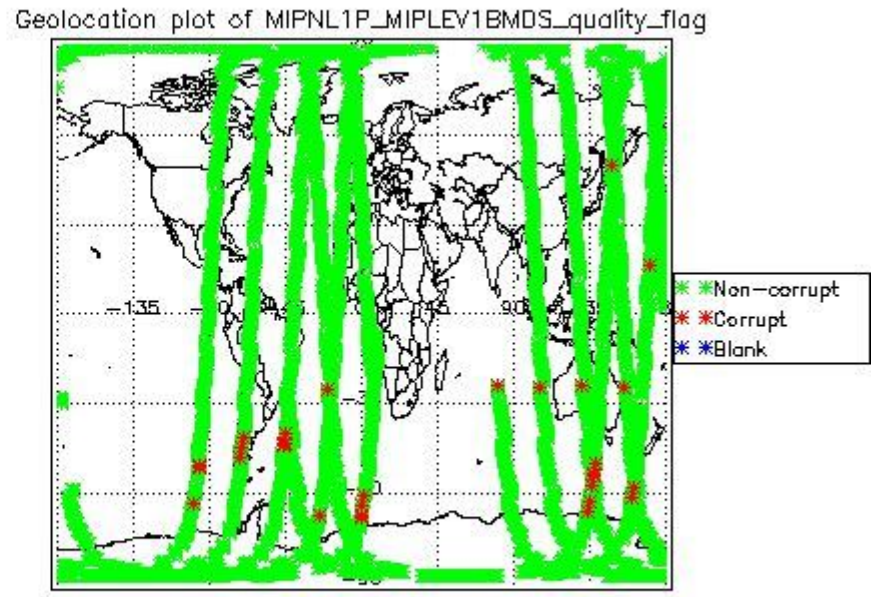 Geolocation plot of MIPNL1P_MIPLEV1BMDS_quality_flag
-135
90
Non-corrupt
Corrupt
Blank